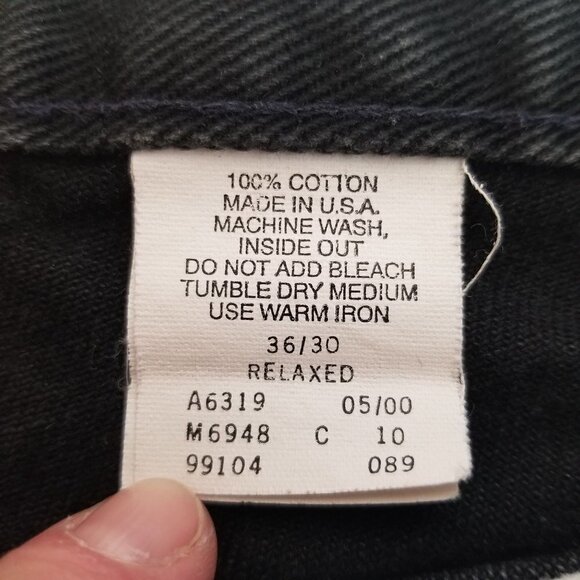 100% COTTON
MADE IN U.S.A.
MACHINE WASH,
INSIDE OUT
DO NOT ADD BLEACH
TUMBLE DRY MEDIUM
USE WARM IRON
36/30
RELAXED
A6319 05/00
M6948 C 10
99104 089